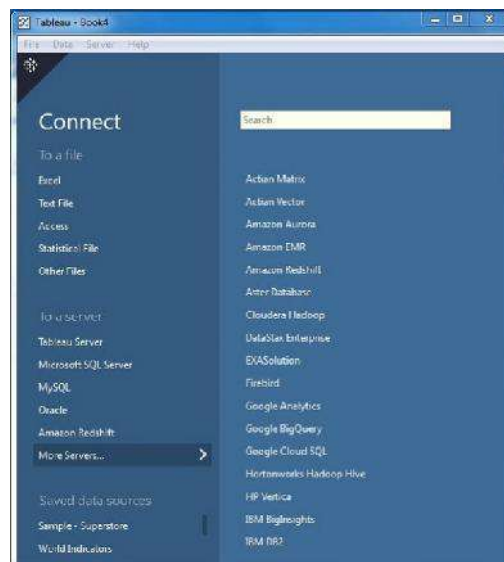 Tableau - Book4
File Data Server Help
Connect
To a file
Excel
Text File
Access
Statistical File
Other Files
To a server
Tableau Server
Microsoft SQL Server
MySQL
Oracle
Amazon Redshift
More Servers...
Saved data sources
Sample - Superstore
World Indicators
Search
Actian Matrix
Actian Vector
Amazon Aurora
Amazon EMR
Amazon Redshift
Aster Database
Cloudera Hadoop
DataStax Enterprise
EXASolution
Firebird
Google Analytics
Google BigQuery
Google Cloud SQL
Hortonworks Hadoop Hive
HP Vertica
IBM BigInsights
IBM DB2